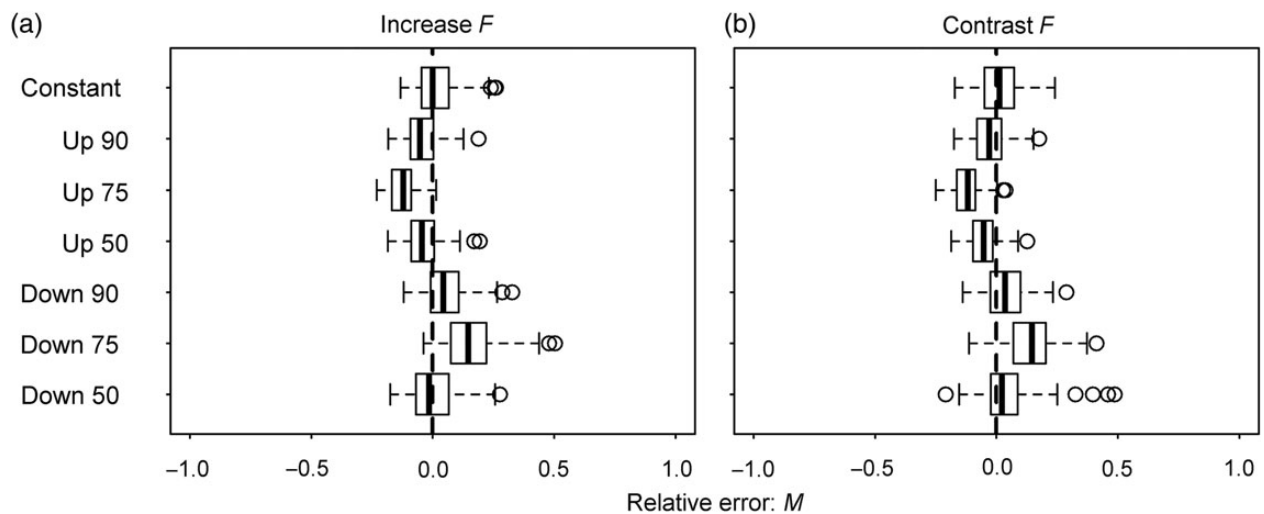 (a) Increase F (b) Contrast F
Constant
Up 90
Up 75
Up 50
Down 90
Down 75
Down 50
−1.0 −0.5 0.0 0.5 1.0 −1.0 −0.5 0.0 0.5 1.0
Relative error: M